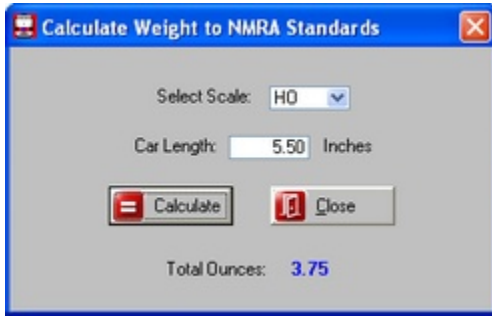 Calculate Weight to NMRA Standards
Select Scale: HO
Car Length: 5.50 Inches
Calculate Close
Total Ounces: 3.75